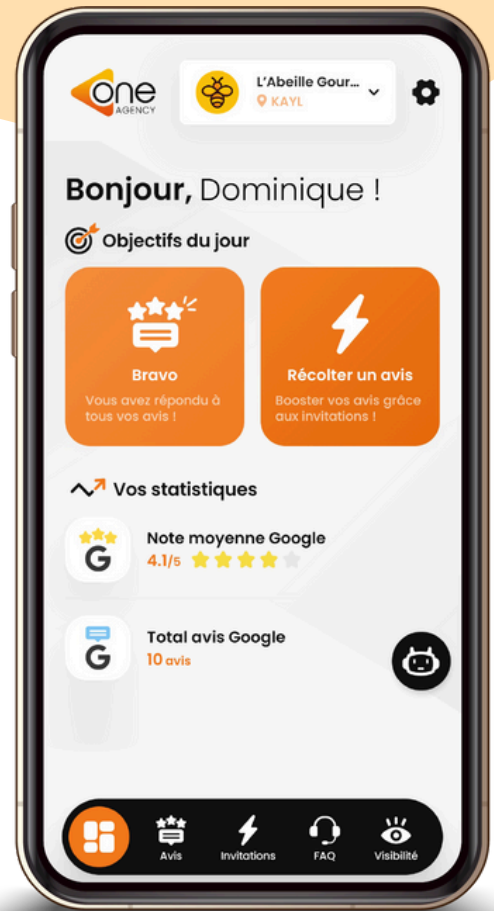 one
AGENCY
L'Abeille Gour...
KAYL
Bonjour, Dominique !
Objectifs du jour
Bravo
Vous avez répondu à
tous vos avis !
Récolter un avis
Booster vos avis grâce
aux invitations !
Vos statistiques
G
Note moyenne Google
4.1/5
G
Total avis Google
10 avis
Avis
Invitations
FAQ
Visibilité